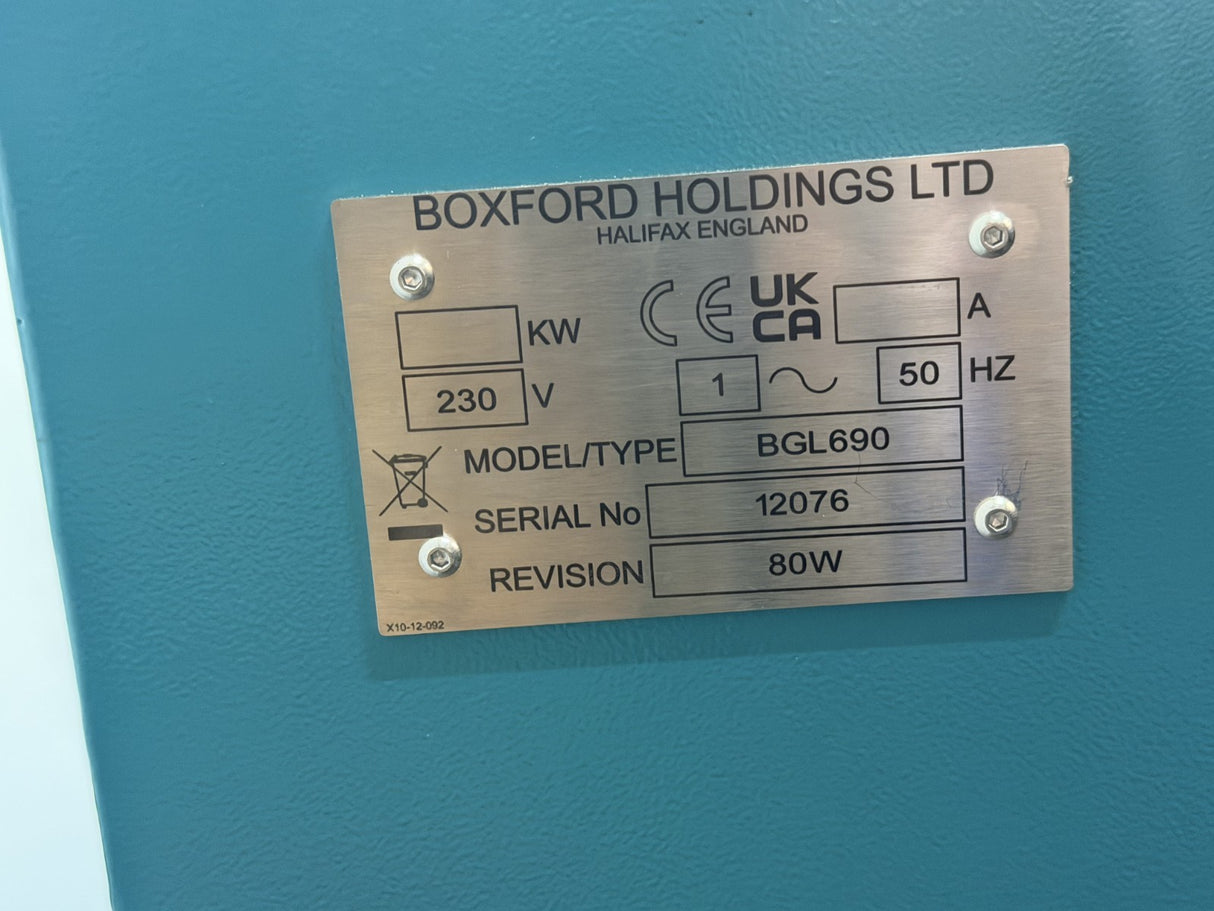 BOXFORD HOLDINGS LTD
HALIFAX ENGLAND
KW CE UK CA A
230 V 1 50 HZ
MODEL/TYPE BGL690
SERIAL No 12076
REVISION 80W
X10-12-092